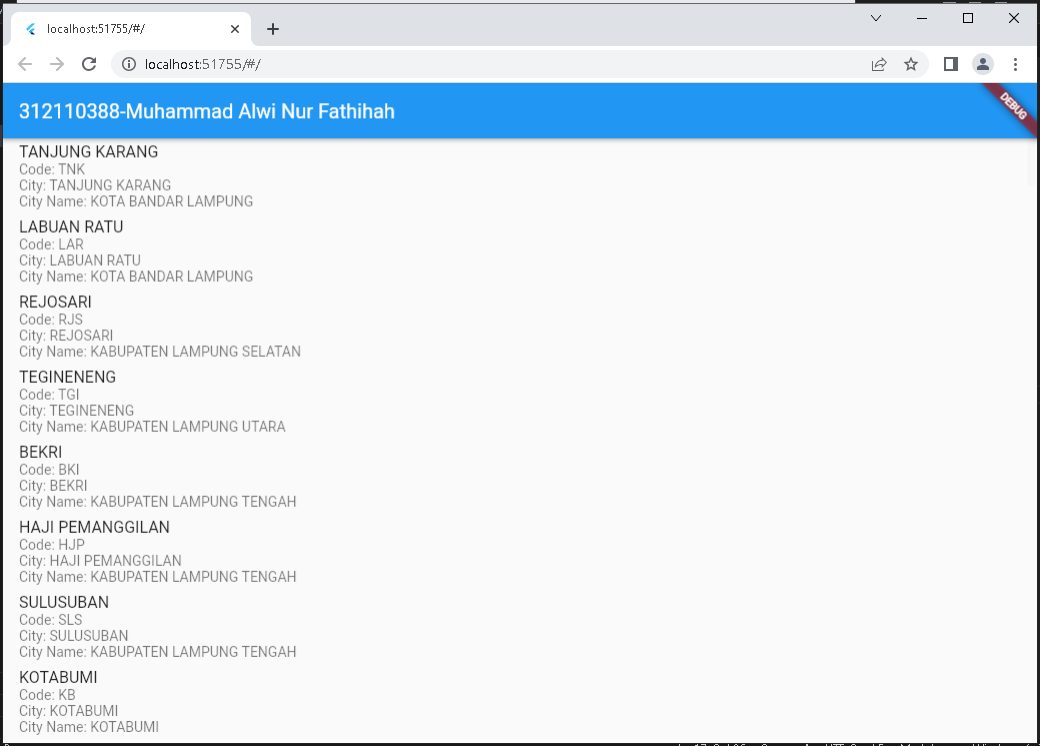 localhost:51755/#/
localhost:51755/#/
312110388-Muhammad Alwi Nur Fathihah
DEBUG
TANJUNG KARANG
Code: TNK
City: TANJUNG KARANG
City Name: KOTA BANDAR LAMPUNG
LABUAN RATU
Code: LAR
City: LABUAN RATU
City Name: KOTA BANDAR LAMPUNG
REJOSARI
Code: RJS
City: REJOSARI
City Name: KABUPATEN LAMPUNG SELATAN
TEGINENENG
Code: TGI
City: TEGINENENG
City Name: KABUPATEN LAMPUNG UTARA
BEKRI
Code: BKI
City: BEKRI
City Name: KABUPATEN LAMPUNG TENGAH
HAJI PEMANGGILAN
Code: HJP
City: HAJI PEMANGGILAN
City Name: KABUPATEN LAMPUNG TENGAH
SULUSUBAN
Code: SLS
City: SULUSUBAN
City Name: KABUPATEN LAMPUNG TENGAH
KOTABUMI
Code: KB
City: KOTABUMI
City Name: KOTABUMI